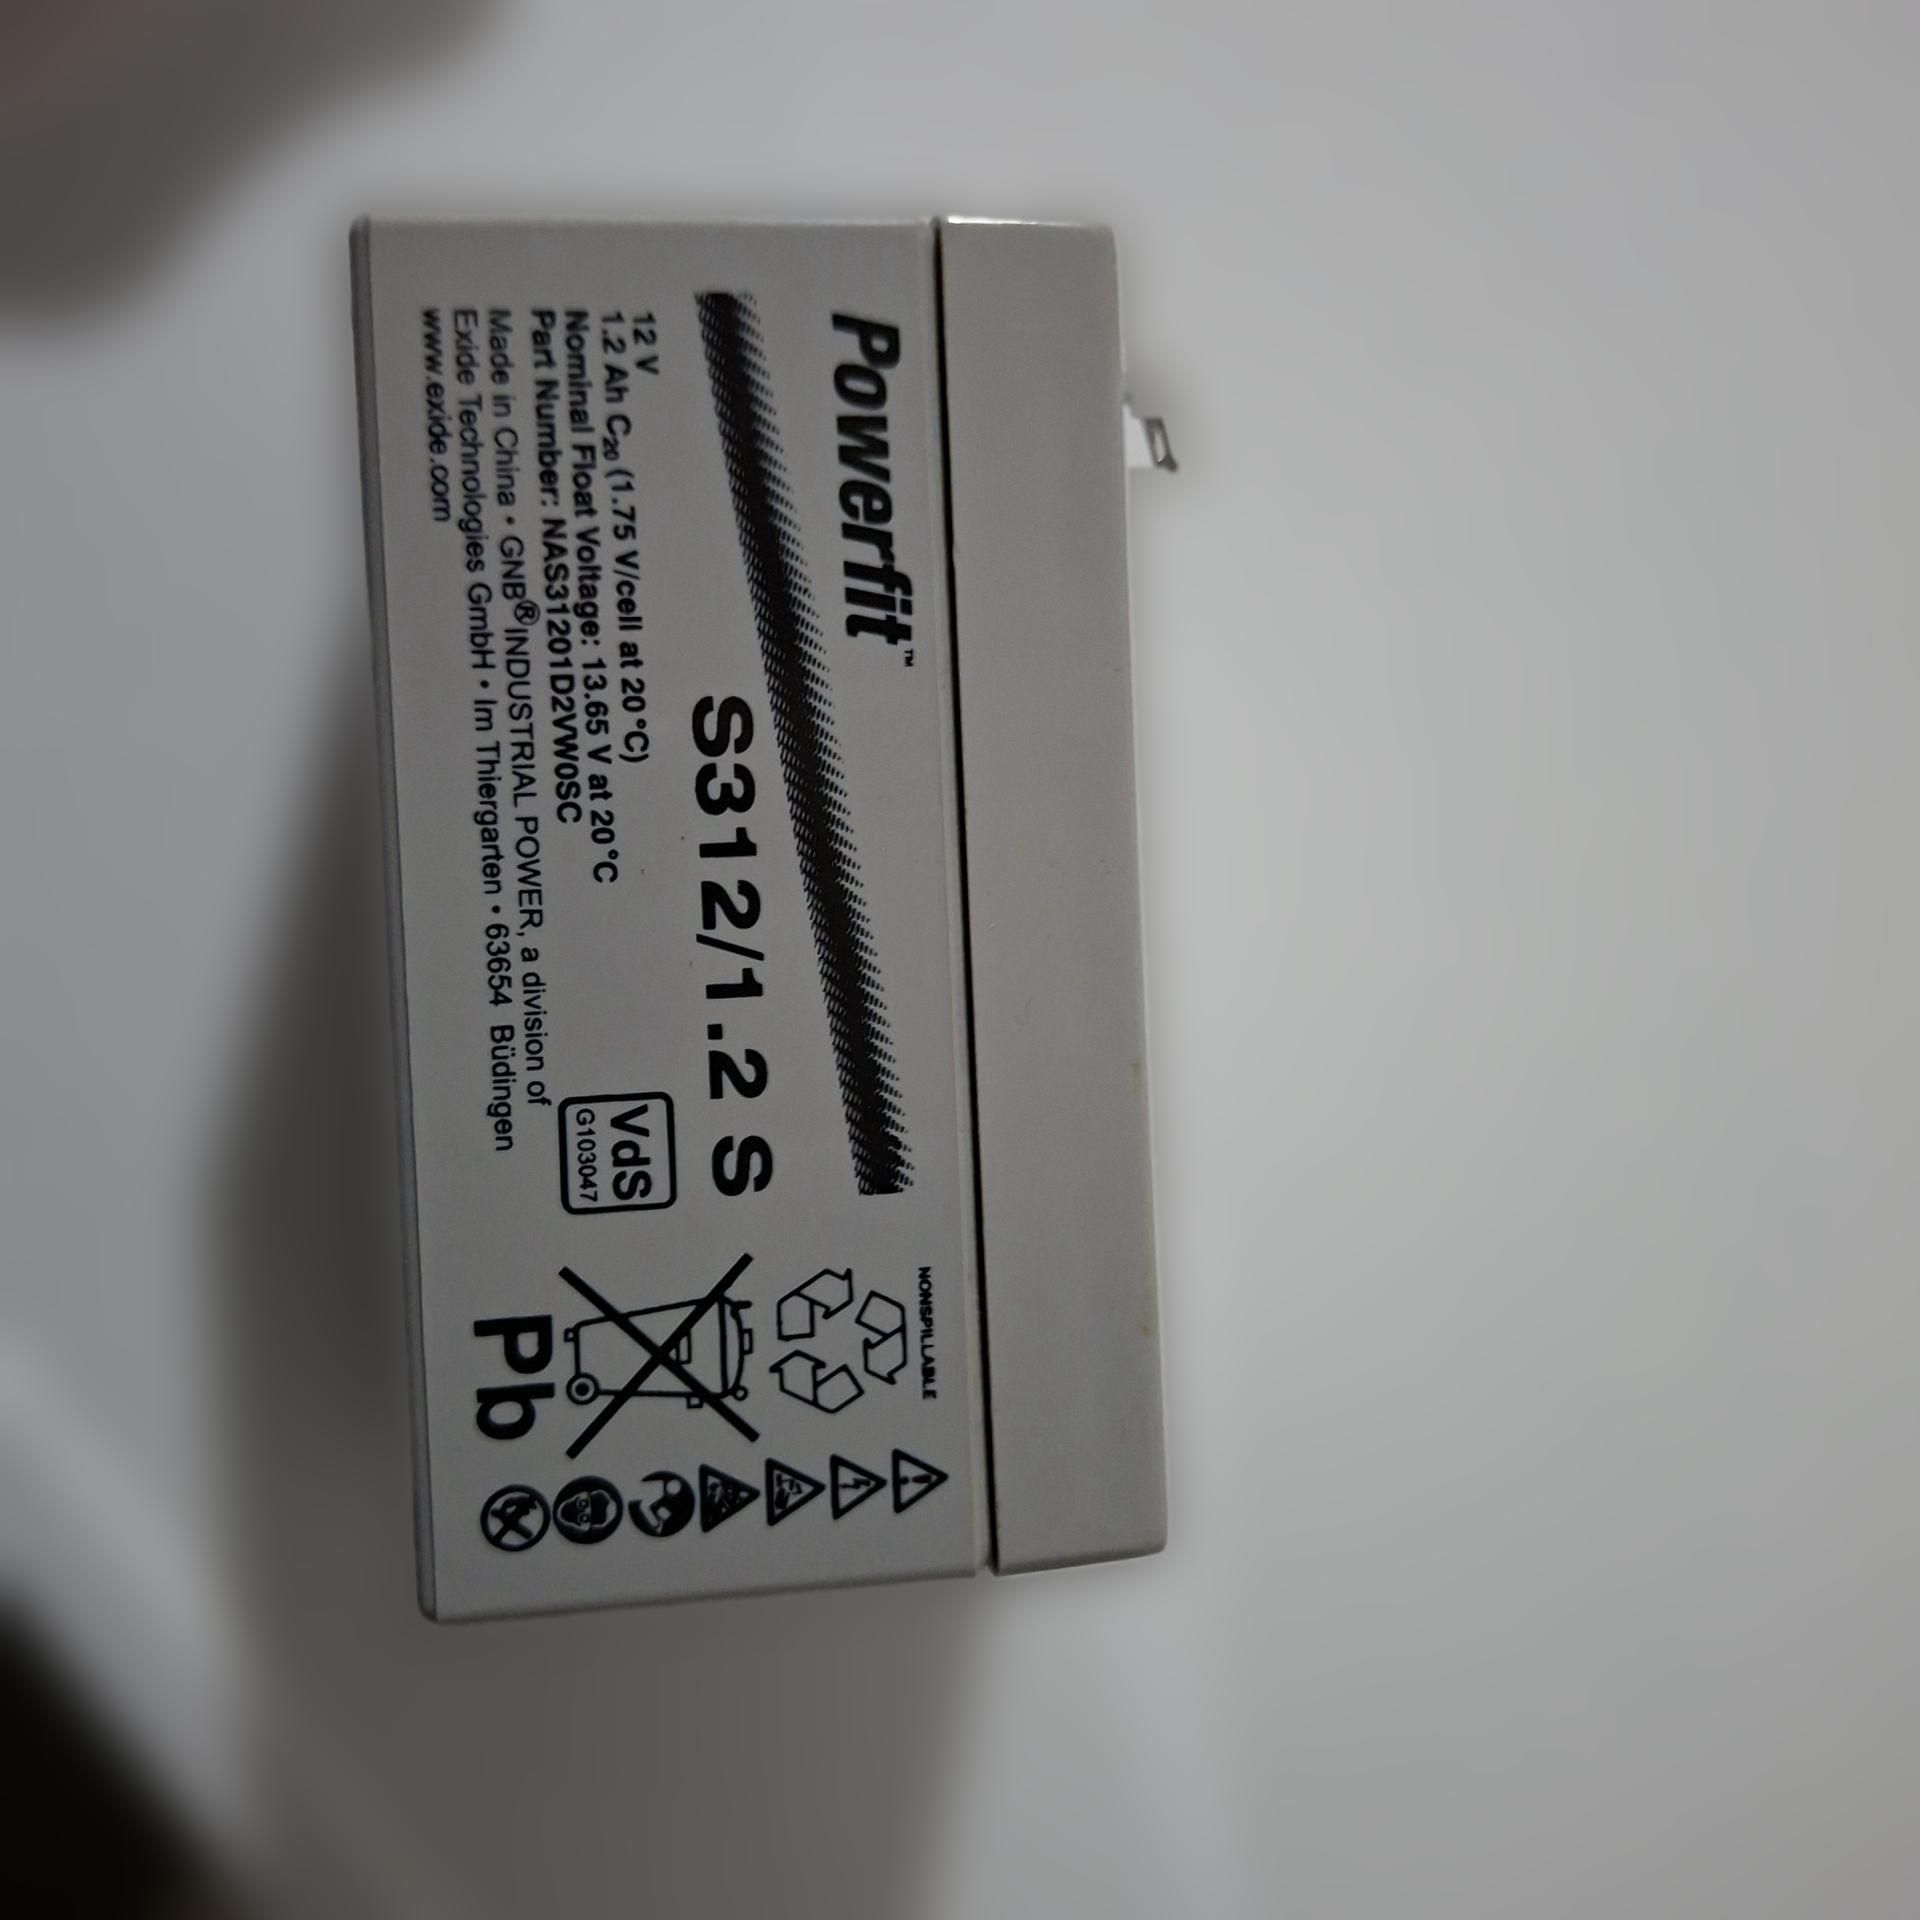 Powerfit™
S312/1.2 S
12 V
1.2 Ah C₂₀ (1.75 V/cell at 20°C)
Nominal Float Voltage: 13.65 V at 20°C
Part Number: NAS31201D2VW0SC
Made in China • GNB® INDUSTRIAL POWER, a division of
Exide Technologies GmbH • Im Thiergarten • 63654 Büdingen
www.exide.com
VdS
G103047
NONSPILLABLE
Pb